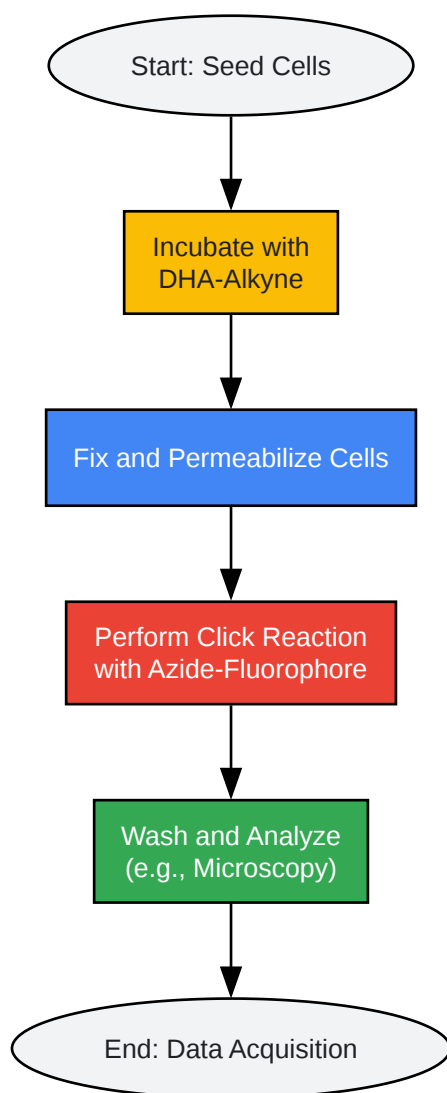 Start: Seed Cells
Incubate with
DHA-Alkyne
Fix and Permeabilize Cells
Perform Click Reaction
with Azide-Fluorophore
Wash and Analyze
(e.g., Microscopy)
End: Data Acquisition